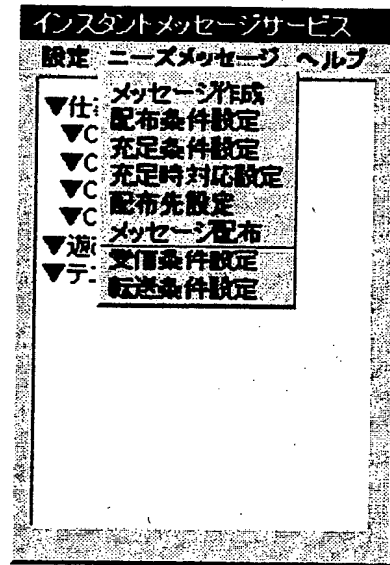 インスタントメッセージサービス
設定 ニーズメッセージ ヘルプ
メッセージ作成
配布条件設定
充足条件設定
充足時対応設定
配布先設定
メッセージ配布
受信条件設定
転送条件設定
▼仕
▼C
▼C
▼C
▼C
▼遊
▼テ